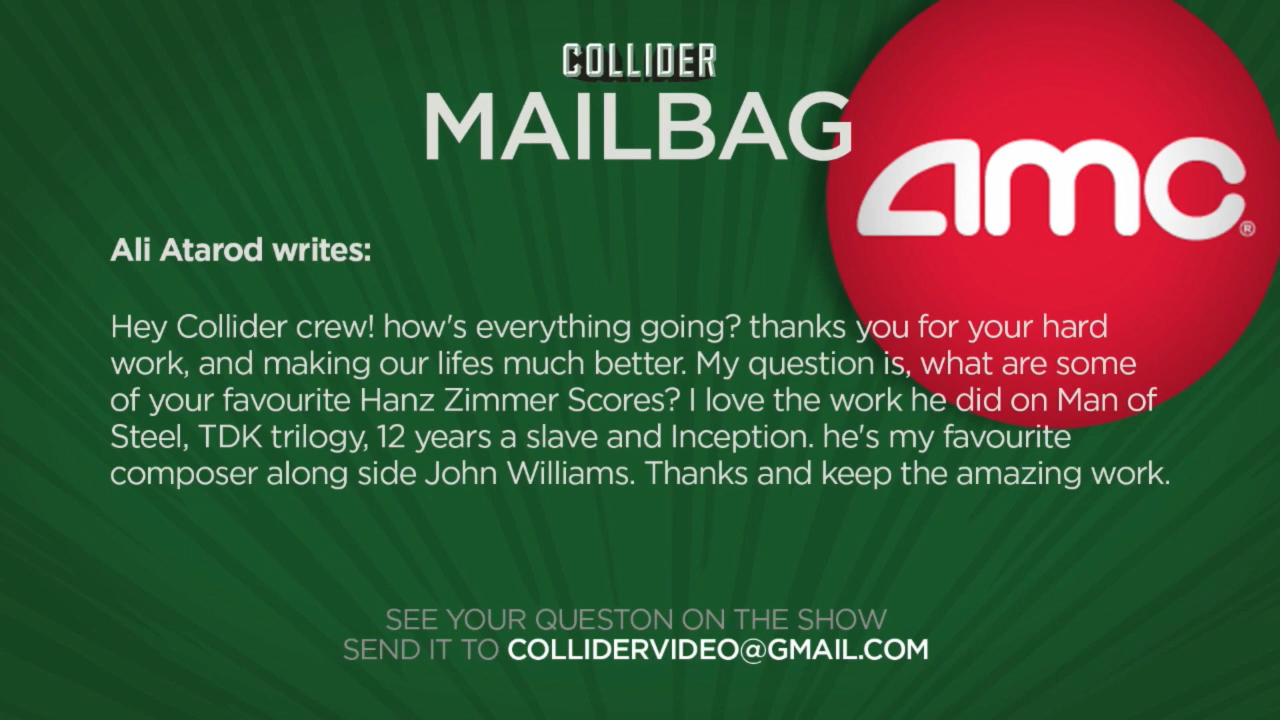 COLLIDER
MAILBAG
amc®
Ali Atarod writes:
Hey Collider crew! how's everything going? thanks you for your hard
work, and making our lifes much better. My question is, what are some
of your favourite Hanz Zimmer Scores? I love the work he did on Man of
Steel, TDK trilogy, 12 years a slave and Inception. he's my favourite
composer along side John Williams. Thanks and keep the amazing work.
SEE YOUR QUESTON ON THE SHOW
SEND IT TO COLLIDERVIDEO@GMAIL.COM